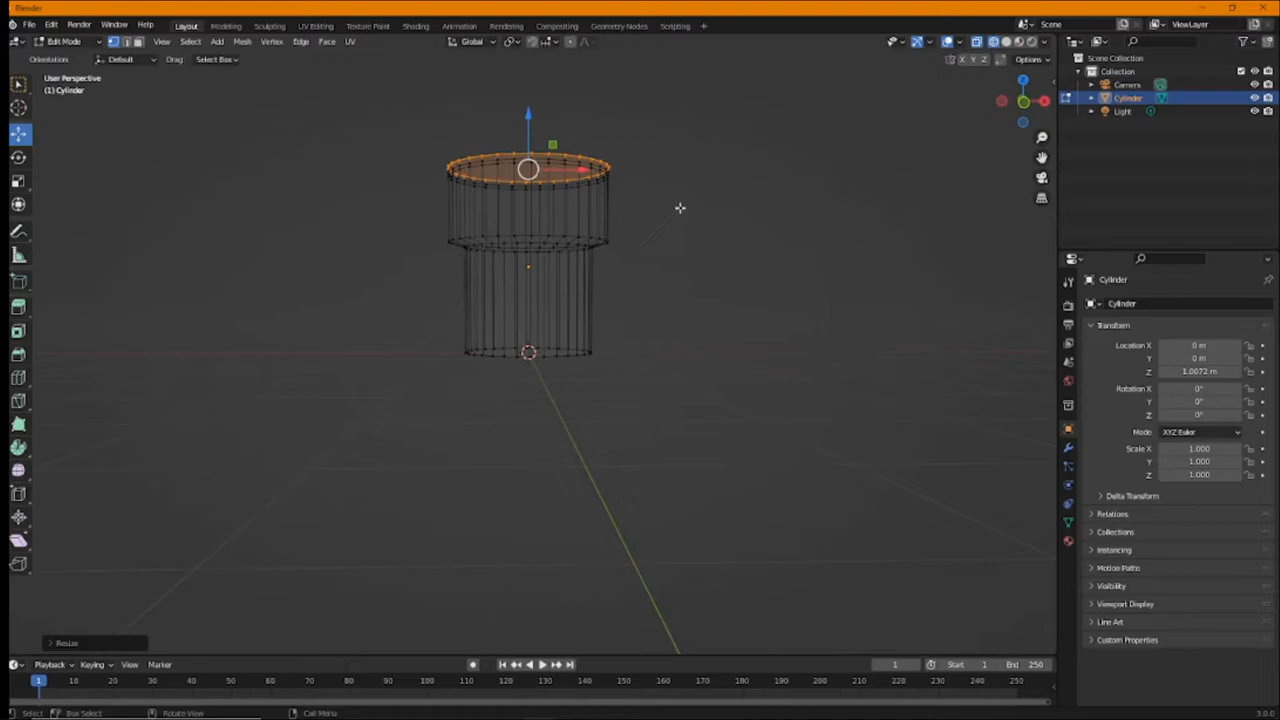 Blender
File Edit Render Window Help Layout Modeling Sculpting UV Editing Texture Paint Shading Animation Rendering Compositing Geometry Nodes Scripting + Scene ViewLayer
Edit Mode View Select Add Mesh Vertex Edge Face UV Global
Orientation: Default Drag: Select Box X Y Z Options
User Perspective
(1) Cylinder
Z
X
Scene Collection
Collection
Camera
Cylinder
Light
Cylinder
Cylinder
Transform
Location X 0 m
Y 0 m
Z 1.0072 m
Rotation X 0°
Y 0°
Z 0°
Mode XYZ Euler
Scale X 1.000
Y 1.000
Z 1.000
Delta Transform
Relations
Collections
Instancing
Motion Paths
Visibility
Viewport Display
Line Art
Custom Properties
Resize
Playback Keying View Marker 1 Start 1 End 250
1 10 20 30 40 50 60 70 80 90 100 110 120 130 140 150 160 170 180 190 200 210 220 230 240 250
Select Box Select Rotate View Call Menu 3.0.0